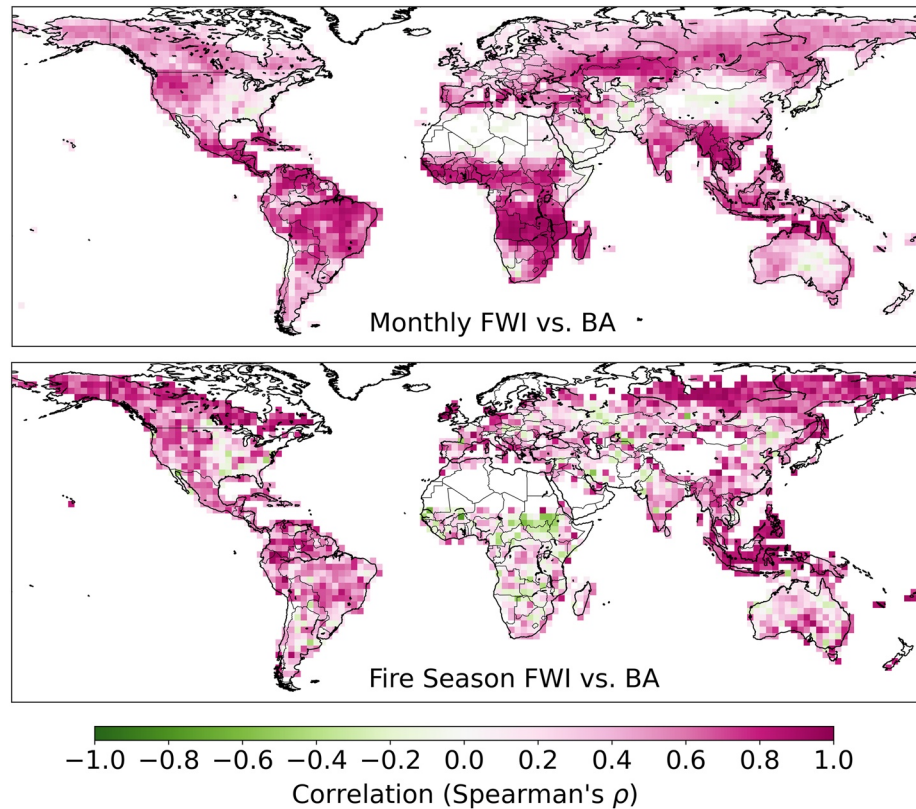 Monthly FWI vs. BA
Fire Season FWI vs. BA
−1.0 −0.8 −0.6 −0.4 −0.2 0.0 0.2 0.4 0.6 0.8 1.0
Correlation (Spearman's ρ)